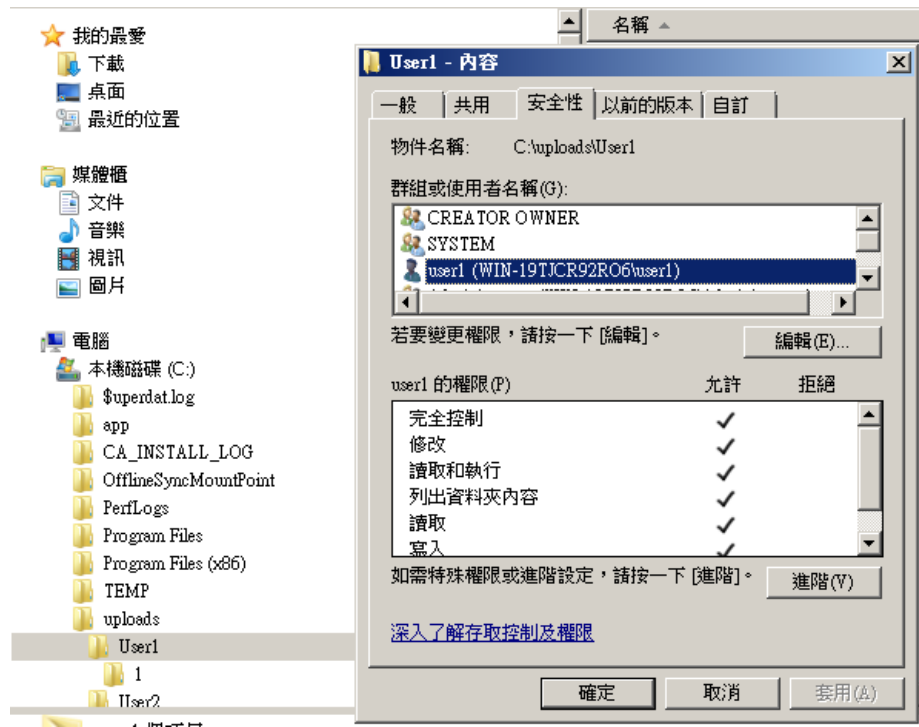 我的最愛
下載
桌面
最近的位置
媒體櫃
文件
音樂
視訊
圖片
電腦
本機磁碟 (C:)
$uperdat.log
app
CA_INSTALL_LOG
OfflineSyncMountPoint
PerfLogs
Program Files
Program Files (x86)
TEMP
uploads
User1
1
User2
名稱
User1 - 內容
一般
共用
安全性
以前的版本
自訂
物件名稱: C:\uploads\User1
群組或使用者名稱(G):
CREATOR OWNER
SYSTEM
user1 (WIN-19TJCR92RO6\user1)
若要變更權限，請按一下 [編輯]。
編輯(E)...
user1 的權限(P) 允許 拒絕
完全控制
修改
讀取和執行
列出資料夾內容
讀取
寫入
如需特殊權限或進階設定，請按一下 [進階]。
進階(V)
深入了解存取控制及權限
確定
取消
套用(A)